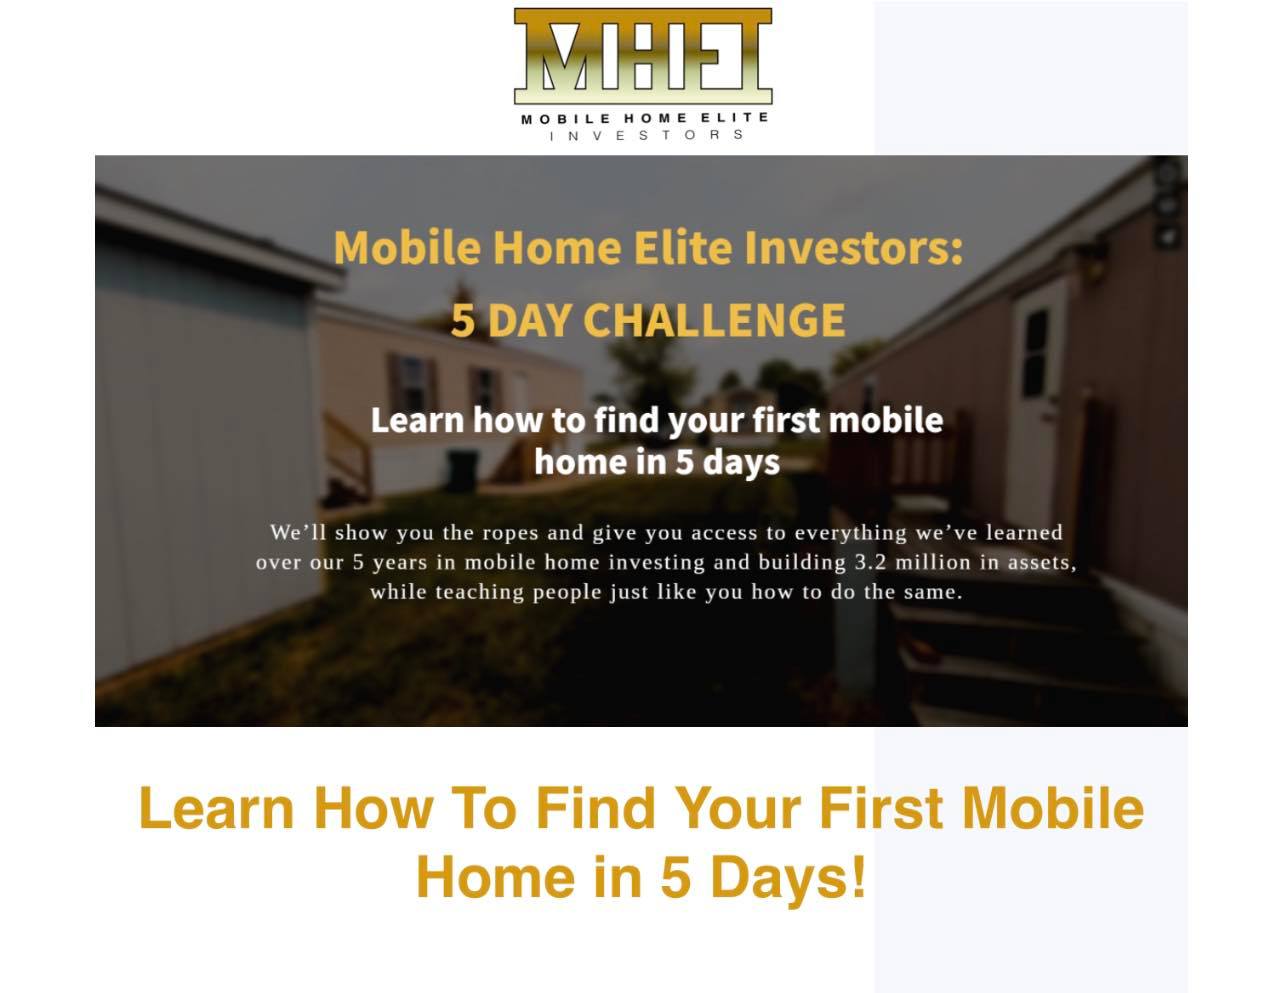 MHEI
MOBILE HOME ELITE
INVESTORS
Mobile Home Elite Investors:
5 DAY CHALLENGE
Learn how to find your first mobile
home in 5 days
We’ll show you the ropes and give you access to everything we’ve learned
over our 5 years in mobile home investing and building 3.2 million in assets,
while teaching people just like you how to do the same.
Learn How To Find Your First Mobile
Home in 5 Days!